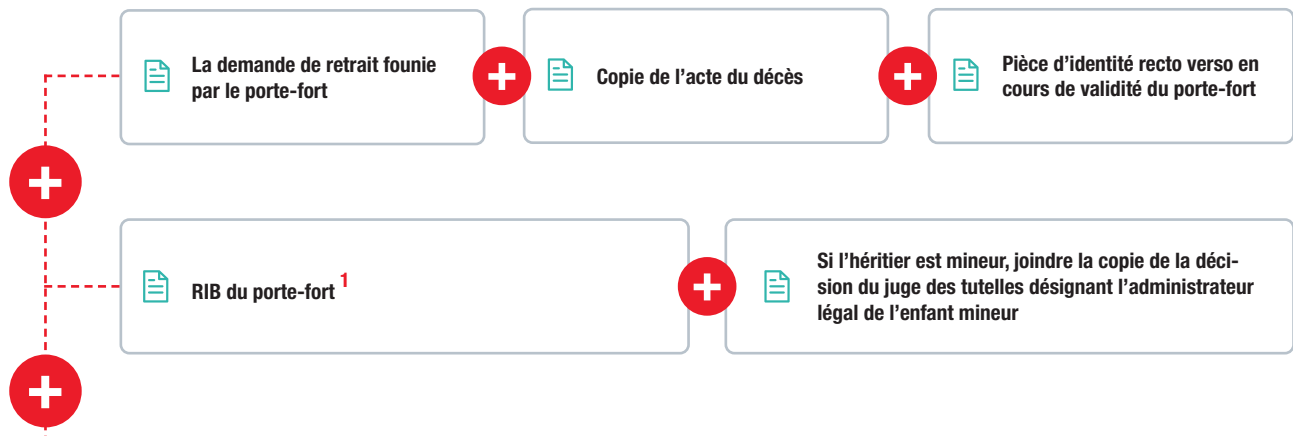 La demande de retrait founie
par le porte-fort
Copie de l’acte du décès
Pièce d’identité recto verso en
cours de validité du porte-fort
RIB du porte-fort 1
Si l’héritier est mineur, joindre la copie de la déci-
sion du juge des tutelles désignant l’administrateur
légal de l’enfant mineur